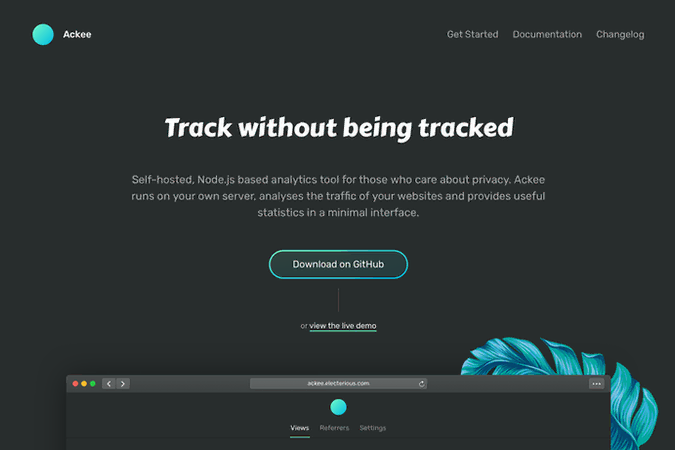 Ackee
Get Started
Documentation
Changelog
Track without being tracked
Self-hosted, Node.js based analytics tool for those who care about privacy. Ackee
runs on your own server, analyses the traffic of your websites and provides useful
statistics in a minimal interface.
Download on GitHub
or view the live demo
ackee.electerious.com
Views
Referrers
Settings